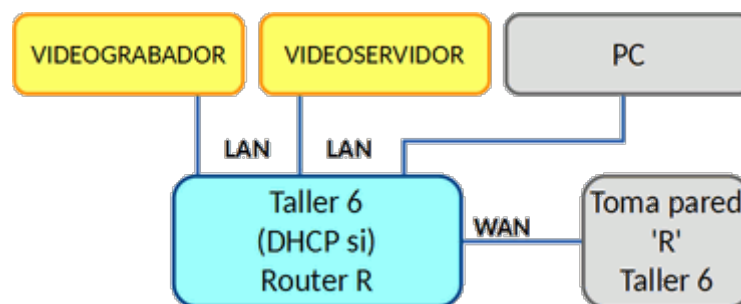 VIDEOGRABADOR
VIDEOSERVIDOR
PC
LAN
LAN
Taller 6
(DHCP si)
Router R
WAN
Toma pared
'R'
Taller 6